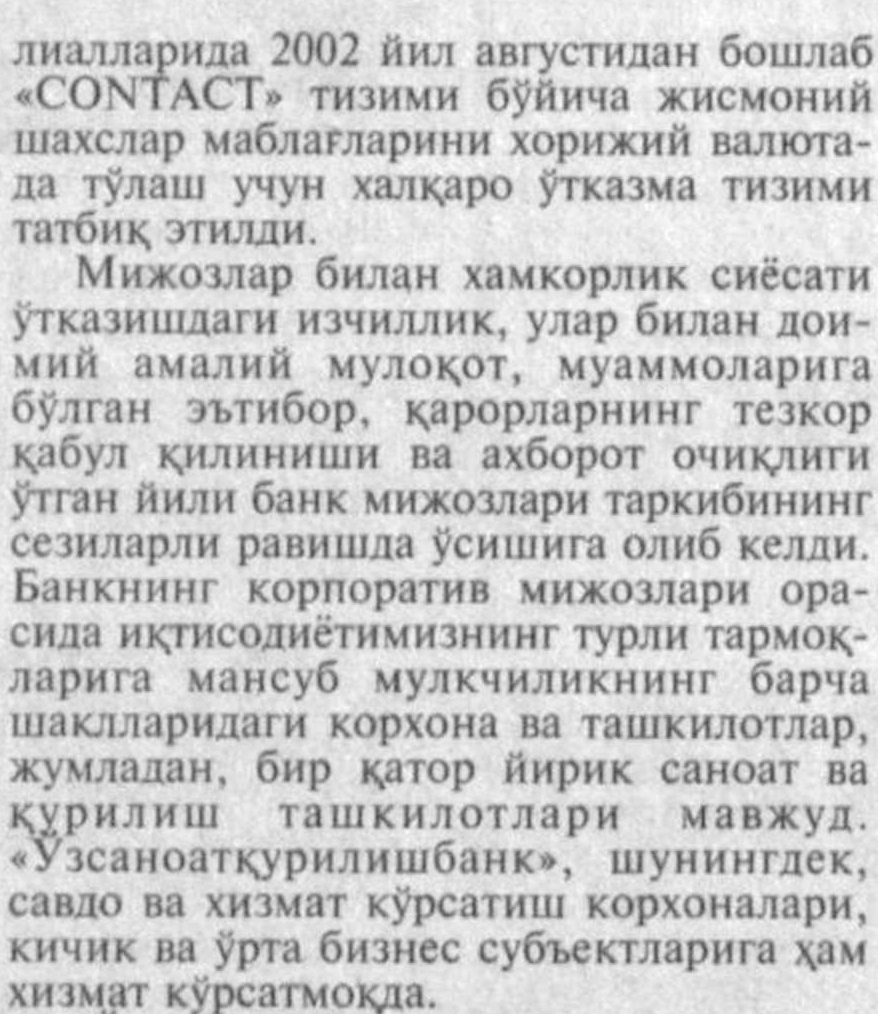 лиалларида 2002 йил августидан бошлаб
«CONTACT» тизими бўйича жисмоний
шахслар маблағларини хорижий валюта-
да тўлаш учун халқаро ўтказма тизими
татбиқ этилди.
Мижозлар билан хамкорлик сиёсати
ўтказишдаги изчиллик, улар билан дои-
мий амалий мулоқот, муаммоларига
бўлган эътибор, қарорларнинг тезкор
қабул қилиниши ва ахборот очиқлиги
ўтган йили банк мижозлари таркибининг
сезиларли равишда ўсишига олиб келди.
Банкнинг корпоратив мижозлари ора-
сида иқтисодиётимизнинг турли тармоқ-
ларига мансуб мулкчиликнинг барча
шаклларидаги корхона ва ташкилотлар,
жумладан, бир қатор йирик саноат ва
қурилиш ташкилотлари мавжуд.
«Ўзсаноатқурилишбанк», шунингдек,
савдо ва хизмат кўрсатиш корхоналари,
кичик ва ўрта бизнес субъектларига ҳам
хизмат кўрсатмоқда.